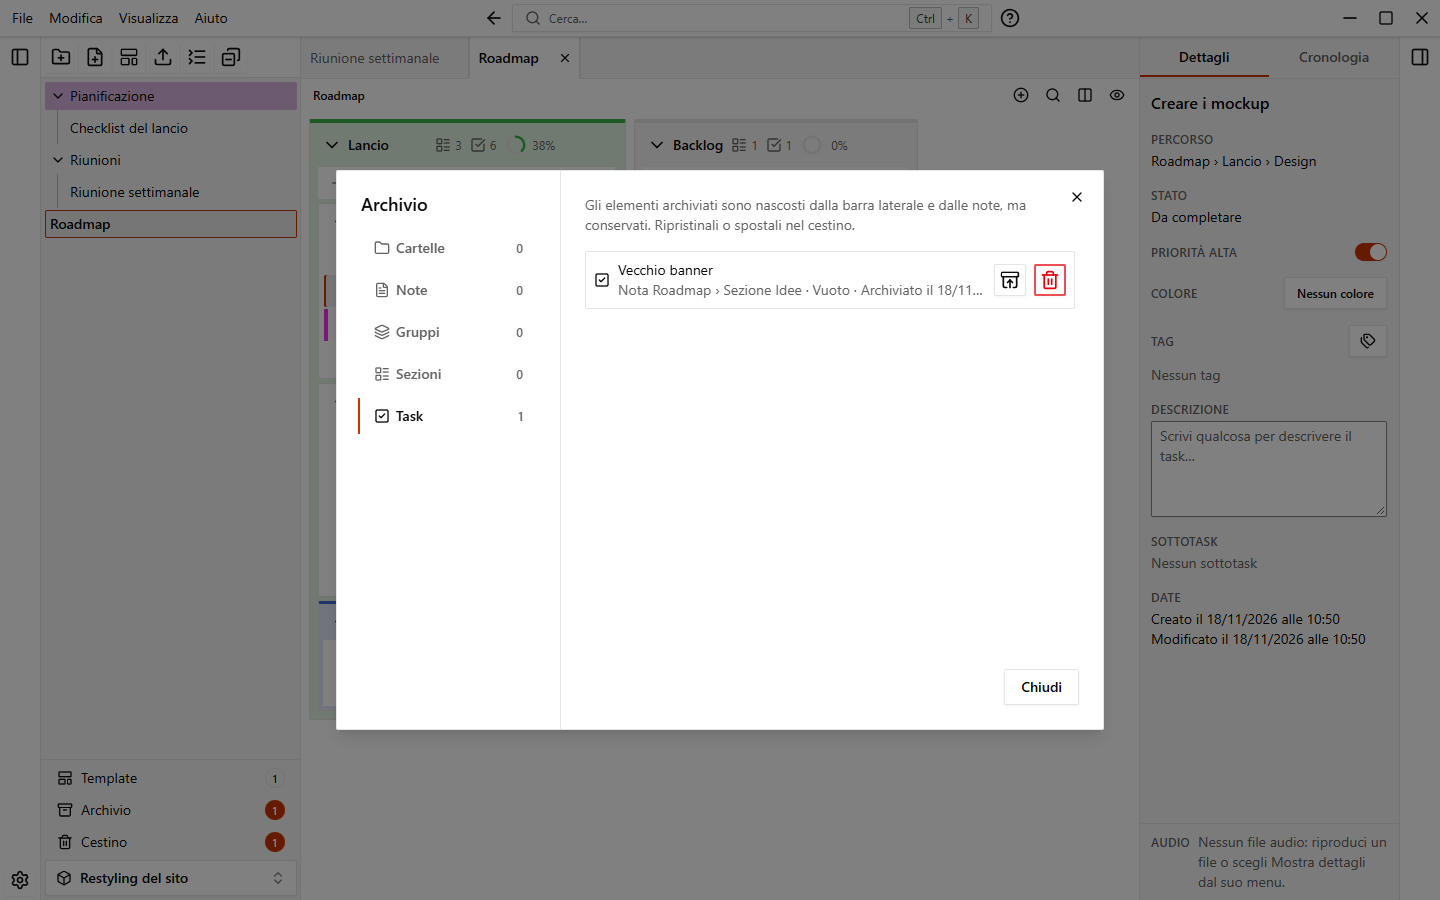 File Modifica Visualizza Aiuto
Cerca...
Ctrl + K
Pianificazione
Checklist del lancio
Riunioni
Riunione settimanale
Roadmap
Template 1
Archivio 1
Cestino 1
Restyling del sito
Riunione settimanale
Roadmap
Roadmap
Lancio 3 6 38%
Backlog 1 1 0%
Archivio
Cartelle 0
Note 0
Gruppi 0
Sezioni 0
Task 1
Gli elementi archiviati sono nascosti dalla barra laterale e dalle note, ma
conservati. Ripristinali o spostali nel cestino.
Vecchio banner
Nota Roadmap › Sezione Idee · Vuoto · Archiviato il 18/11...
Chiudi
Dettagli Cronologia
Creare i mockup
PERCORSO
Roadmap › Lancio › Design
STATO
Da completare
PRIORITÀ ALTA
COLORE Nessun colore
TAG
Nessun tag
DESCRIZIONE
Scrivi qualcosa per descrivere il
task...
SOTTOTASK
Nessun sottotask
DATE
Creato il 18/11/2026 alle 10:50
Modificato il 18/11/2026 alle 10:50
AUDIO Nessun file audio: riproduci un
file o scegli Mostra dettagli
dal suo menu.